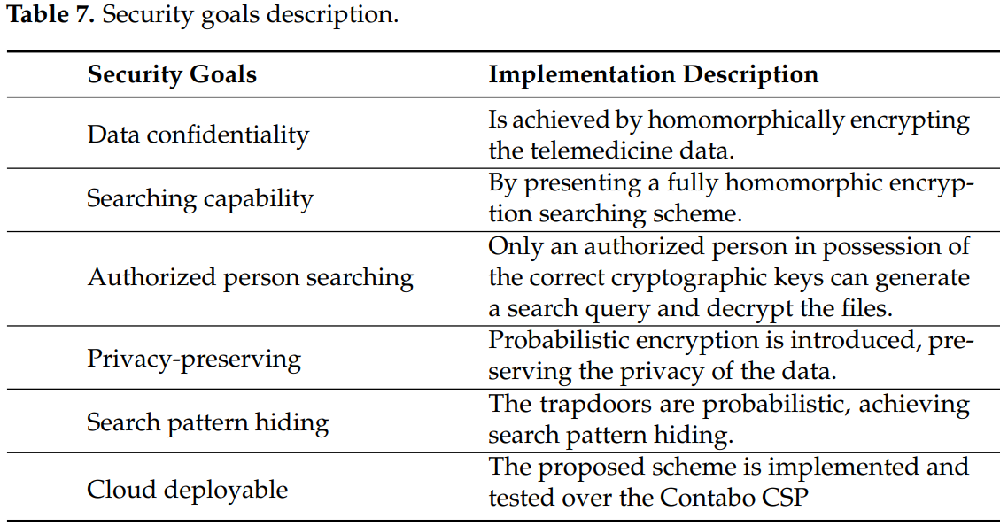 Table 7. Security goals description.
Security Goals Implementation Description
Data confidentiality
Is achieved by homomorphically encrypting
the telemedicine data.
Searching capability
By presenting a fully homomorphic encryp-
tion searching scheme.
Authorized person searching
Only an authorized person in possession of
the correct cryptographic keys can generate
a search query and decrypt the files.
Privacy-preserving
Probabilistic encryption is introduced, pre-
serving the privacy of the data.
Search pattern hiding
The trapdoors are probabilistic, achieving
search pattern hiding.
Cloud deployable
The proposed scheme is implemented and
tested over the Contabo CSP